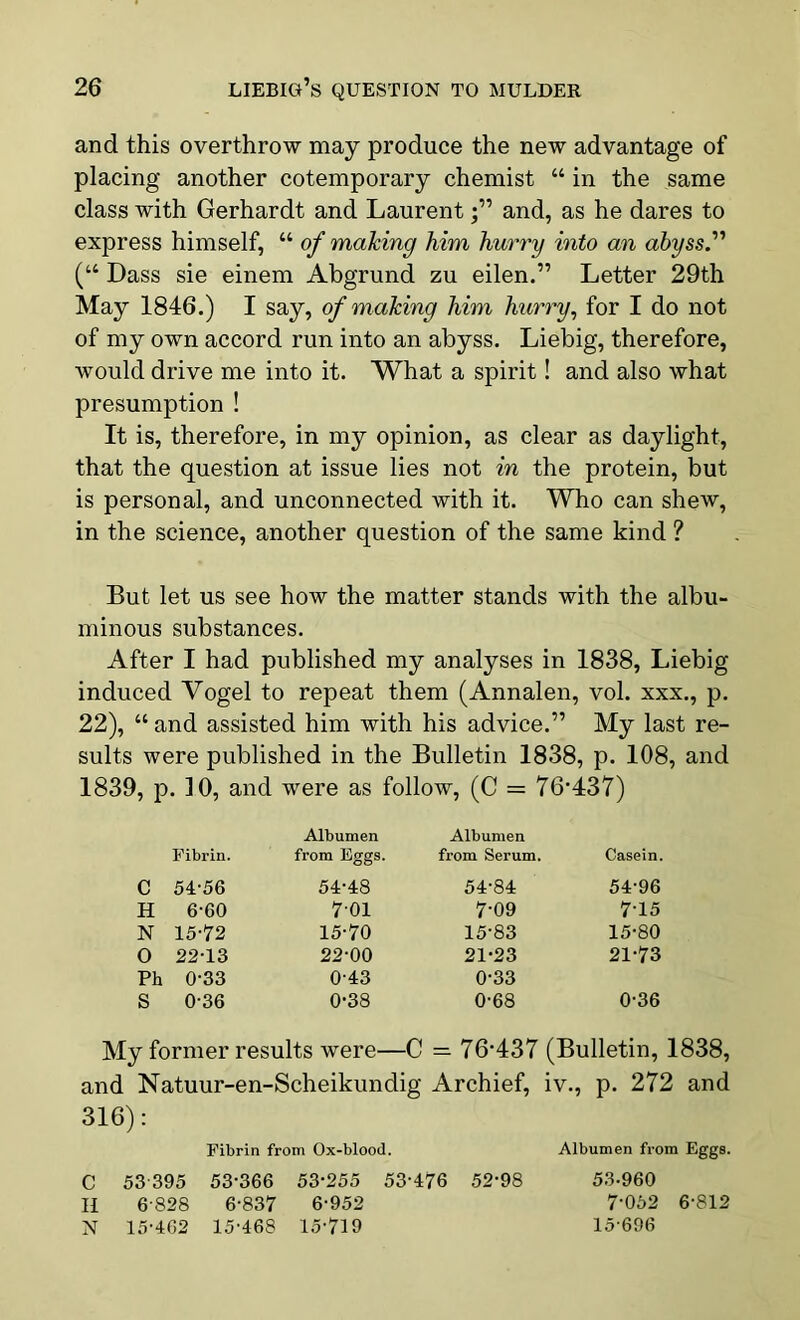 26 LIEBIG’S QUESTION TO MULDER
and this overthrow may produce the new advantage of
placing another cotemporary chemist “ in the same
class with Gerhardt and Laurent ;” and, as he dares to
express himself, “ of making him hurry into an abyss.”
(“ Dass sie einem Abgrund zu eilen.” Letter 29th
May 1846.) I say, of making him hurry, for I do not
of my own accord run into an abyss. Liebig, therefore,
would drive me into it. What a spirit ! and also what
presumption !
It is, therefore, in my opinion, as clear as daylight,
that the question at issue lies not in the protein, but
is personal, and unconnected with it. Who can shew,
in the science, another question of the same kind ?
But let us see how the matter stands with the albu-
minous substances.
After I had published my analyses in 1838, Liebig
induced Vogel to repeat them (Annalen, vol. xxx., p.
22), “ and assisted him with his advice.” My last re-
sults were published in the Bulletin 1838, p. 108, and
1839, p. 10, and were as follow, (C = 76·437)
Albumen Albumen
Fibrin. from Eggs. from Serum. Casein.
C 54·56 54·48 54·84 54·96
H 6·60 7·01 7·09 7·15
N 15·72 15·70 15·83 15·80
O 22·13 22·00 21·23 21·73
Ph 0·33 0·43 0·33
S 0·36 0·38 0·68 0·36
My former results were—C = 76·437 (Bulletin, 1838,
and Natuur-en-Scheikundig Archief, iv., p. 272 and
316) :
Fibrin from Ox-blood. Albumen from Eggs.
C 53·395 53·366 53·255 53·476 52·98 53.960
H 6·828 6·837 6·952 7·052 6·812
N 15·462 15·468 15·719 15·696